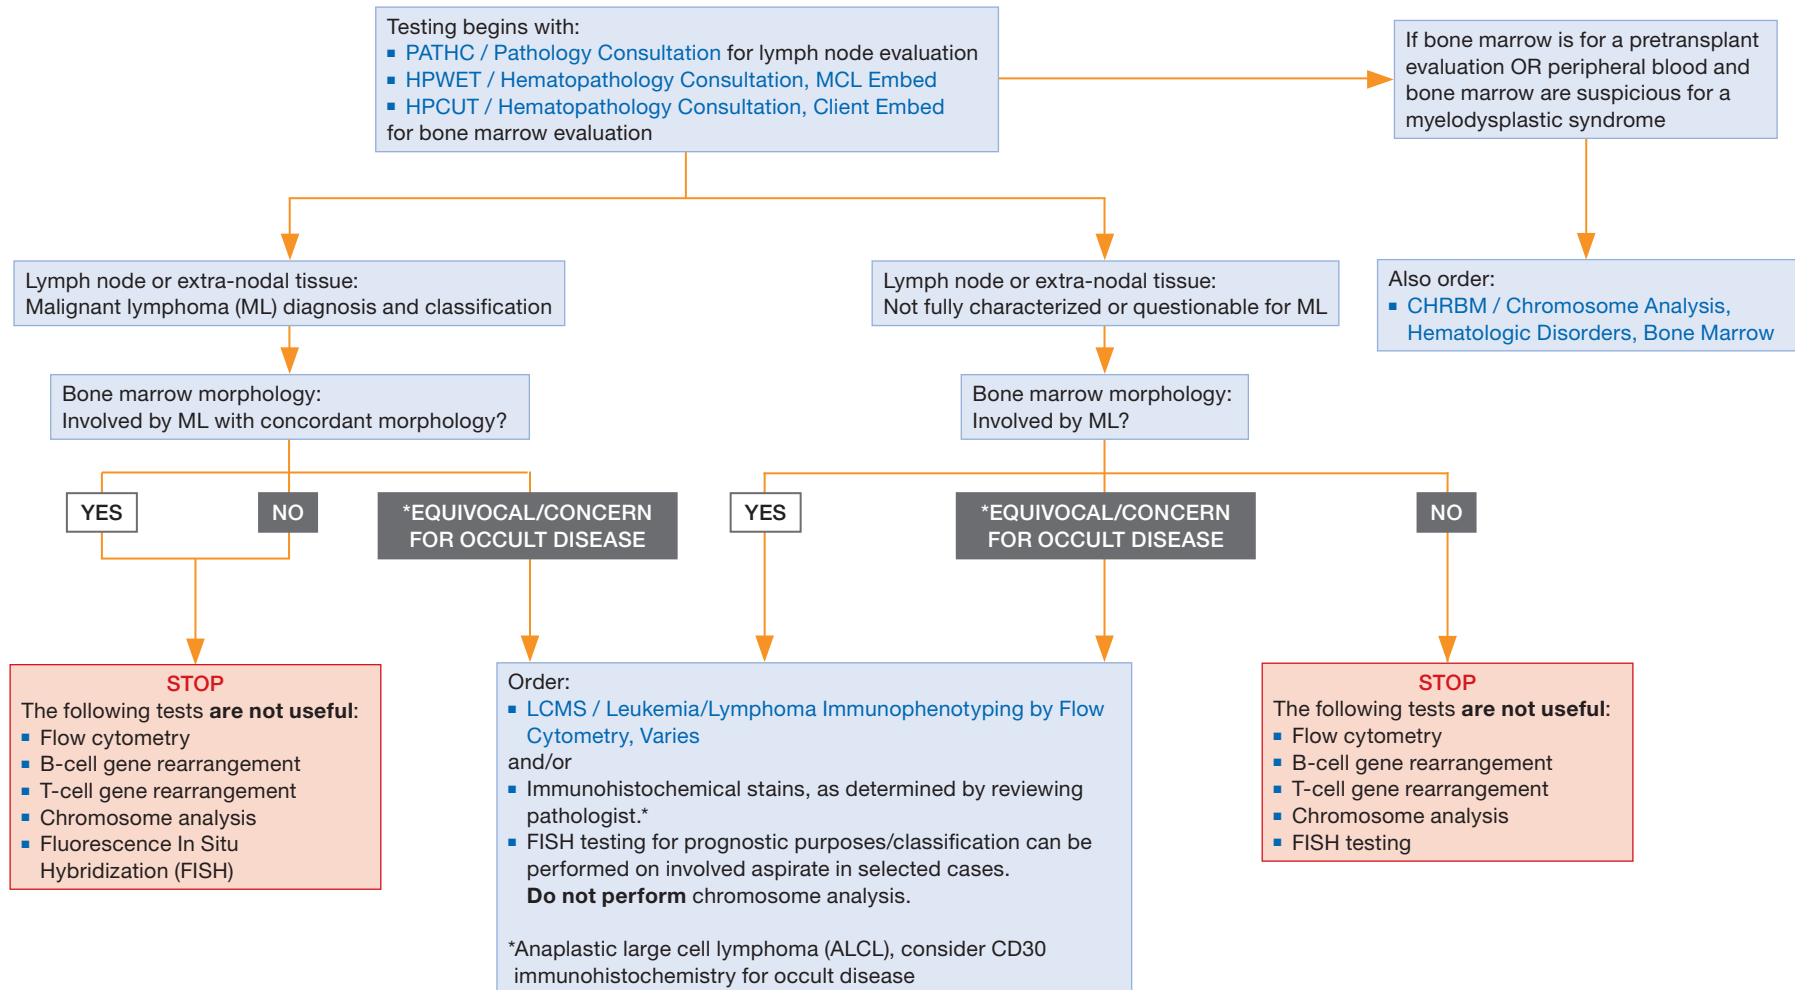 Testing begins with:
▪ PATHC / Pathology Consultation for lymph node evaluation
▪ HPWET / Hematopathology Consultation, MCL Embed
▪ HPCUT / Hematopathology Consultation, Client Embed
for bone marrow evaluation
If bone marrow is for a pretransplant
evaluation OR peripheral blood and
bone marrow are suspicious for a
myelodysplastic syndrome
Lymph node or extra-nodal tissue:
Malignant lymphoma (ML) diagnosis and classification
Lymph node or extra-nodal tissue:
Not fully characterized or questionable for ML
Also order:
▪ CHRBM / Chromosome Analysis,
Hematologic Disorders, Bone Marrow
Bone marrow morphology:
Involved by ML with concordant morphology?
Bone marrow morphology:
Involved by ML?
YES
NO
*EQUIVOCAL/CONCERN
FOR OCCULT DISEASE
YES
*EQUIVOCAL/CONCERN
FOR OCCULT DISEASE
NO
STOP
The following tests are not useful:
▪ Flow cytometry
▪ B-cell gene rearrangement
▪ T-cell gene rearrangement
▪ Chromosome analysis
▪ Fluorescence In Situ
Hybridization (FISH)
Order:
▪ LCMS / Leukemia/Lymphoma Immunophenotyping by Flow
Cytometry, Varies
and/or
▪ Immunohistochemical stains, as determined by reviewing
pathologist.*
▪ FISH testing for prognostic purposes/classification can be
performed on involved aspirate in selected cases.
Do not perform chromosome analysis.
*Anaplastic large cell lymphoma (ALCL), consider CD30
immunohistochemistry for occult disease
STOP
The following tests are not useful:
▪ Flow cytometry
▪ B-cell gene rearrangement
▪ T-cell gene rearrangement
▪ Chromosome analysis
▪ FISH testing